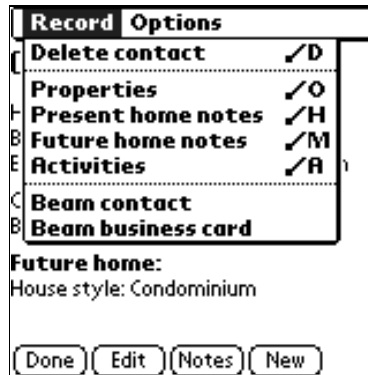 Record Options
Delete contact /D
Properties /O
Present home notes /H
Future home notes /M
Activities /A
Beam contact
Beam business card
Future home:
House style: Condominium
Done Edit Notes New